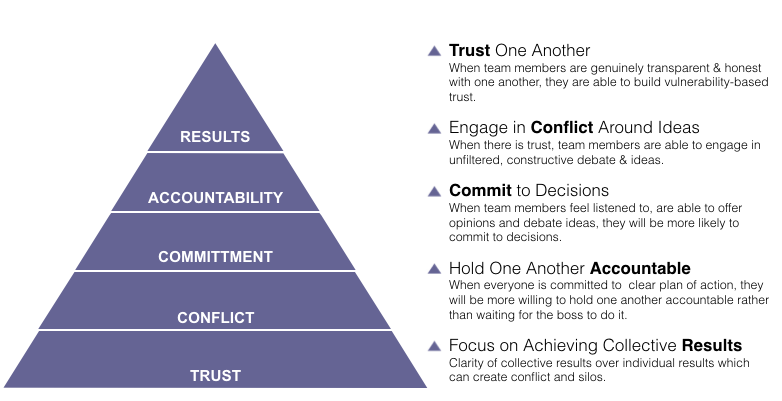 RESULTS
ACCOUNTABILITY
COMMITTMENT
CONFLICT
TRUST
Trust One Another
When team members are genuinely transparent & honest
with one another, they are able to build vulnerability-based
trust.
Engage in Conflict Around Ideas
When there is trust, team members are able to engage in
unfiltered, constructive debate & ideas.
Commit to Decisions
When team members feel listened to, are able to offer
opinions and debate ideas, they will be more likely to
commit to decisions.
Hold One Another Accountable
When everyone is committed to clear plan of action, they
will be more willing to hold one another accountable rather
than waiting for the boss to do it.
Focus on Achieving Collective Results
Clarity of collective results over individual results which
can create conflict and silos.